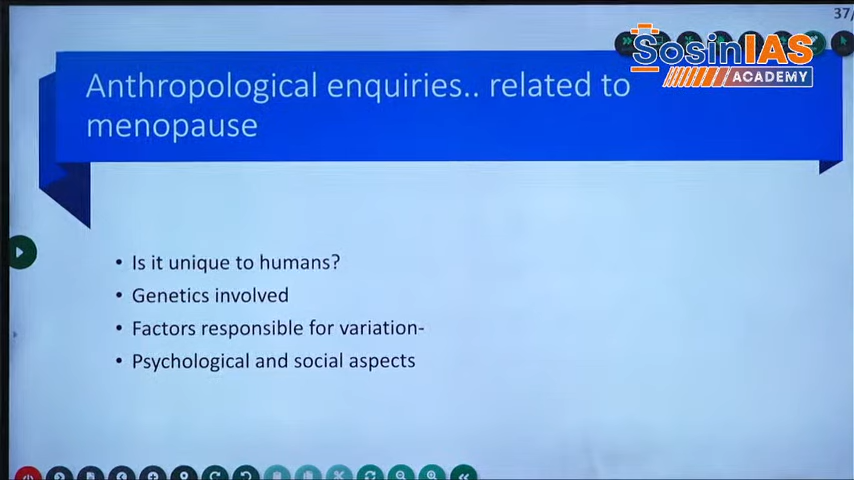 37/
SosinIAS
ACADEMY
Anthropological enquiries.. related to
menopause
• Is it unique to humans?
• Genetics involved
• Factors responsible for variation-
• Psychological and social aspects